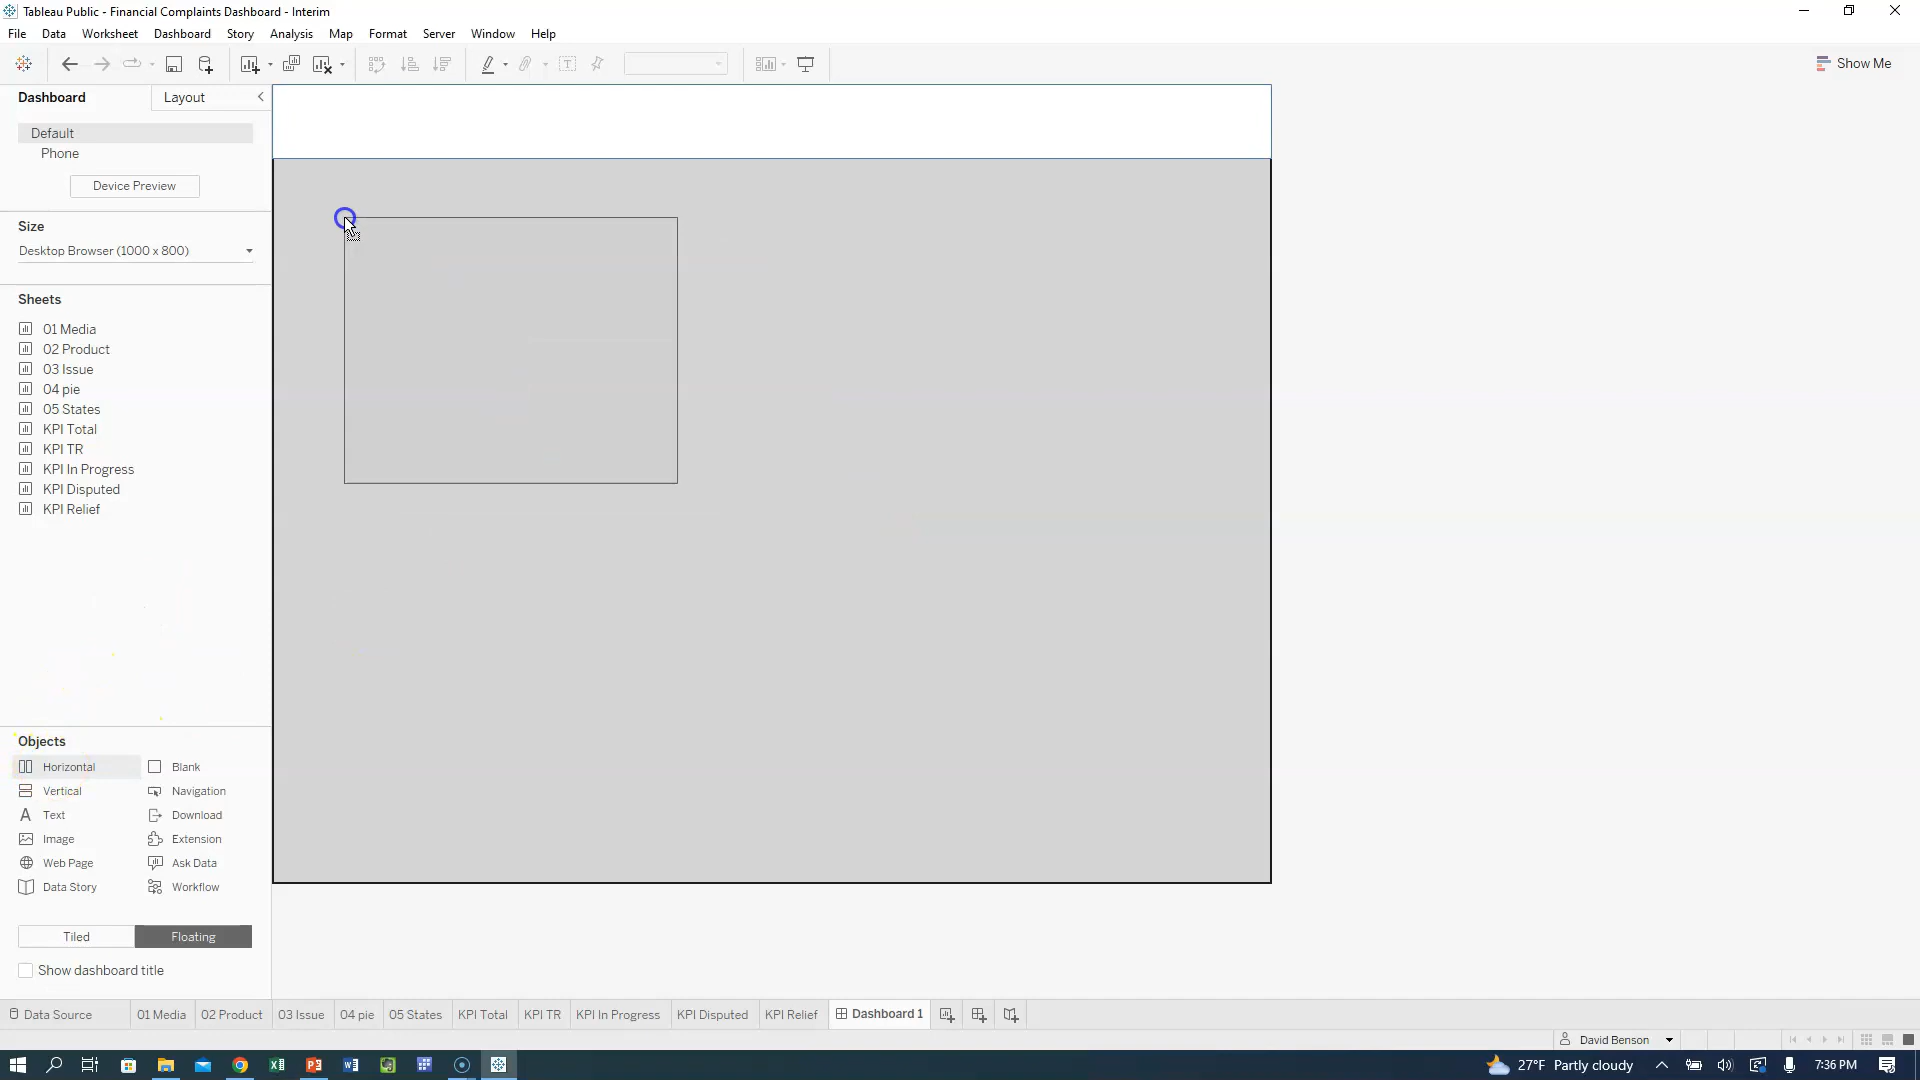 Tableau Public - Financial Complaints Dashboard - Interim
File Data Worksheet Dashboard Story Analysis Map Format Server Window Help
Show Me
Dashboard Layout
Default
Phone
Device Preview
Size
Desktop Browser (1000 x 800)
Sheets
01 Media
02 Product
03 Issue
04 pie
05 States
KPI Total
KPI TR
KPI In Progress
KPI Disputed
KPI Relief
Objects
Horizontal Blank
Vertical Navigation
Text Download
Image Extension
Web Page Ask Data
Data Story Workflow
Tiled Floating
Show dashboard title
Data Source 01 Media 02 Product 03 Issue 04 pie 05 States KPI Total KPI TR KPI In Progress KPI Disputed KPI Relief Dashboard 1
David Benson
27°F Partly cloudy 7:36 PM